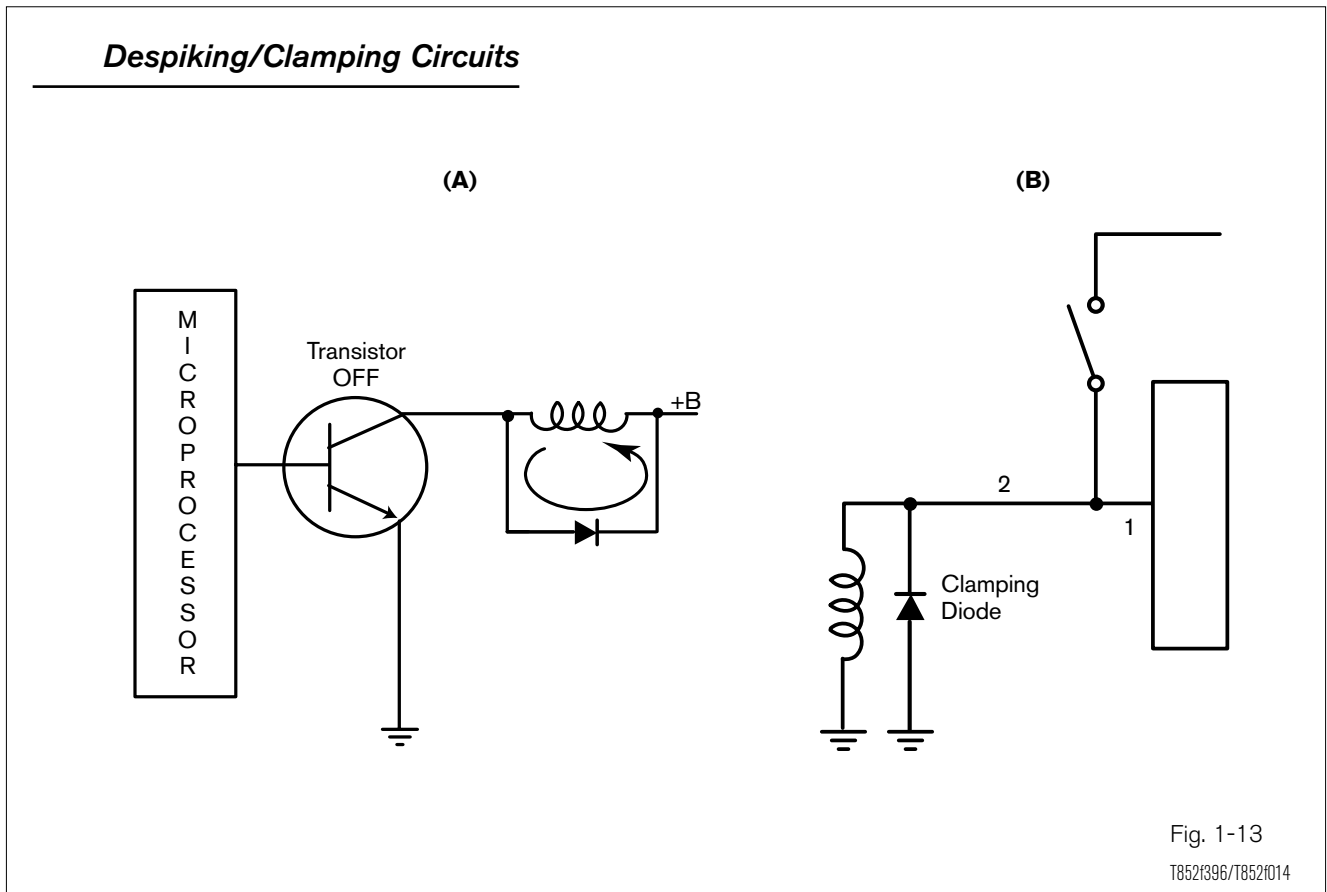 Despiking/Clamping Circuits
(A)
(B)
M
I
C
R
O
P
R
O
C
E
S
S
O
R
Transistor
OFF
+B
2
1
Clamping
Diode
Fig. 1-13
T852f396/T852f014